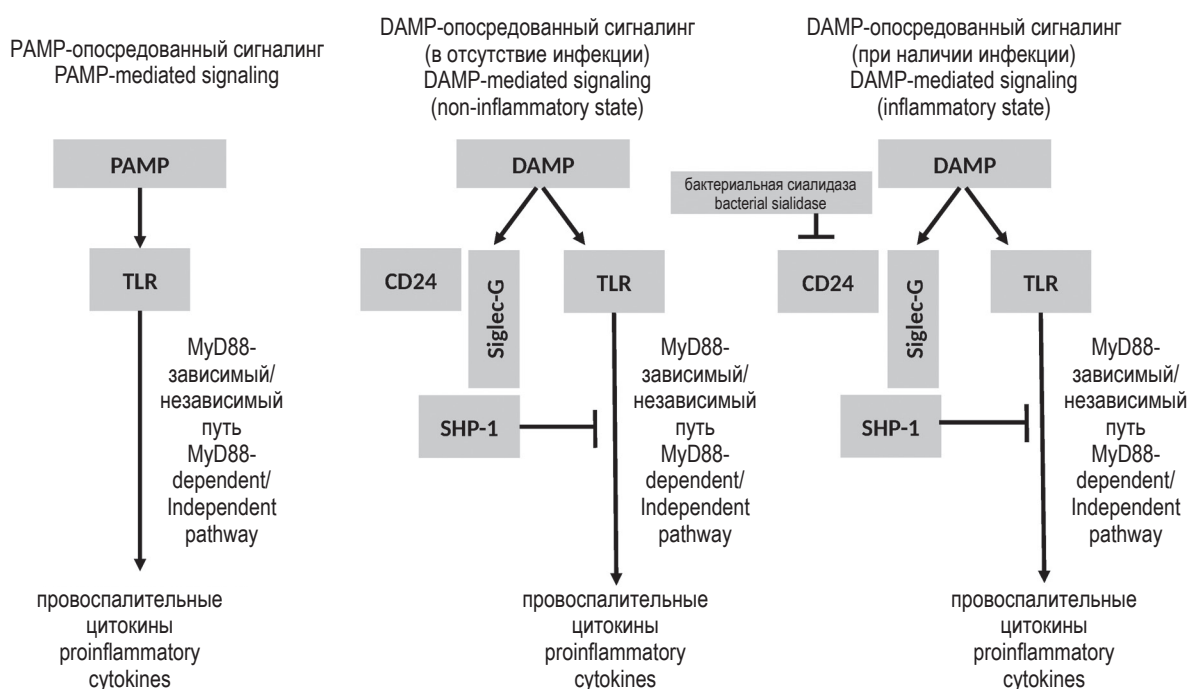 PAMP-опосредованный сигналинг
PAMP-mediated signaling
PAMP
TLR
MyD88-
зависимый/
независимый
путь
MyD88-
dependent/
Independent
pathway
провоспалительные
цитокины
proinflammatory
cytokines
DAMP-опосредованный сигналинг
(в отсутствие инфекции)
DAMP-mediated signaling
(non-inflammatory state)
DAMP
CD24
Siglec-G
TLR
SHP-1
MyD88-
зависимый/
независимый
путь
MyD88-
dependent/
Independent
pathway
провоспалительные
цитокины
proinflammatory
cytokines
DAMP-опосредованный сигналинг
(при наличии инфекции)
DAMP-mediated signaling
(inflammatory state)
DAMP
бактериальная сиалидаза
bacterial sialidase
CD24
Siglec-G
TLR
SHP-1
MyD88-
зависимый/
независимый
путь
MyD88-
dependent/
Independent
pathway
провоспалительные
цитокины
proinflammatory
cytokines